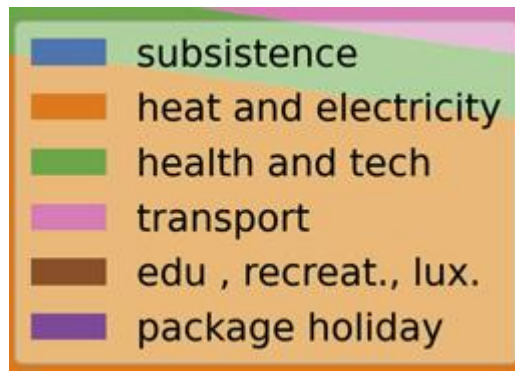 subsistence
heat and electricity
health and tech
transport
edu , recreat., lux.
package holiday